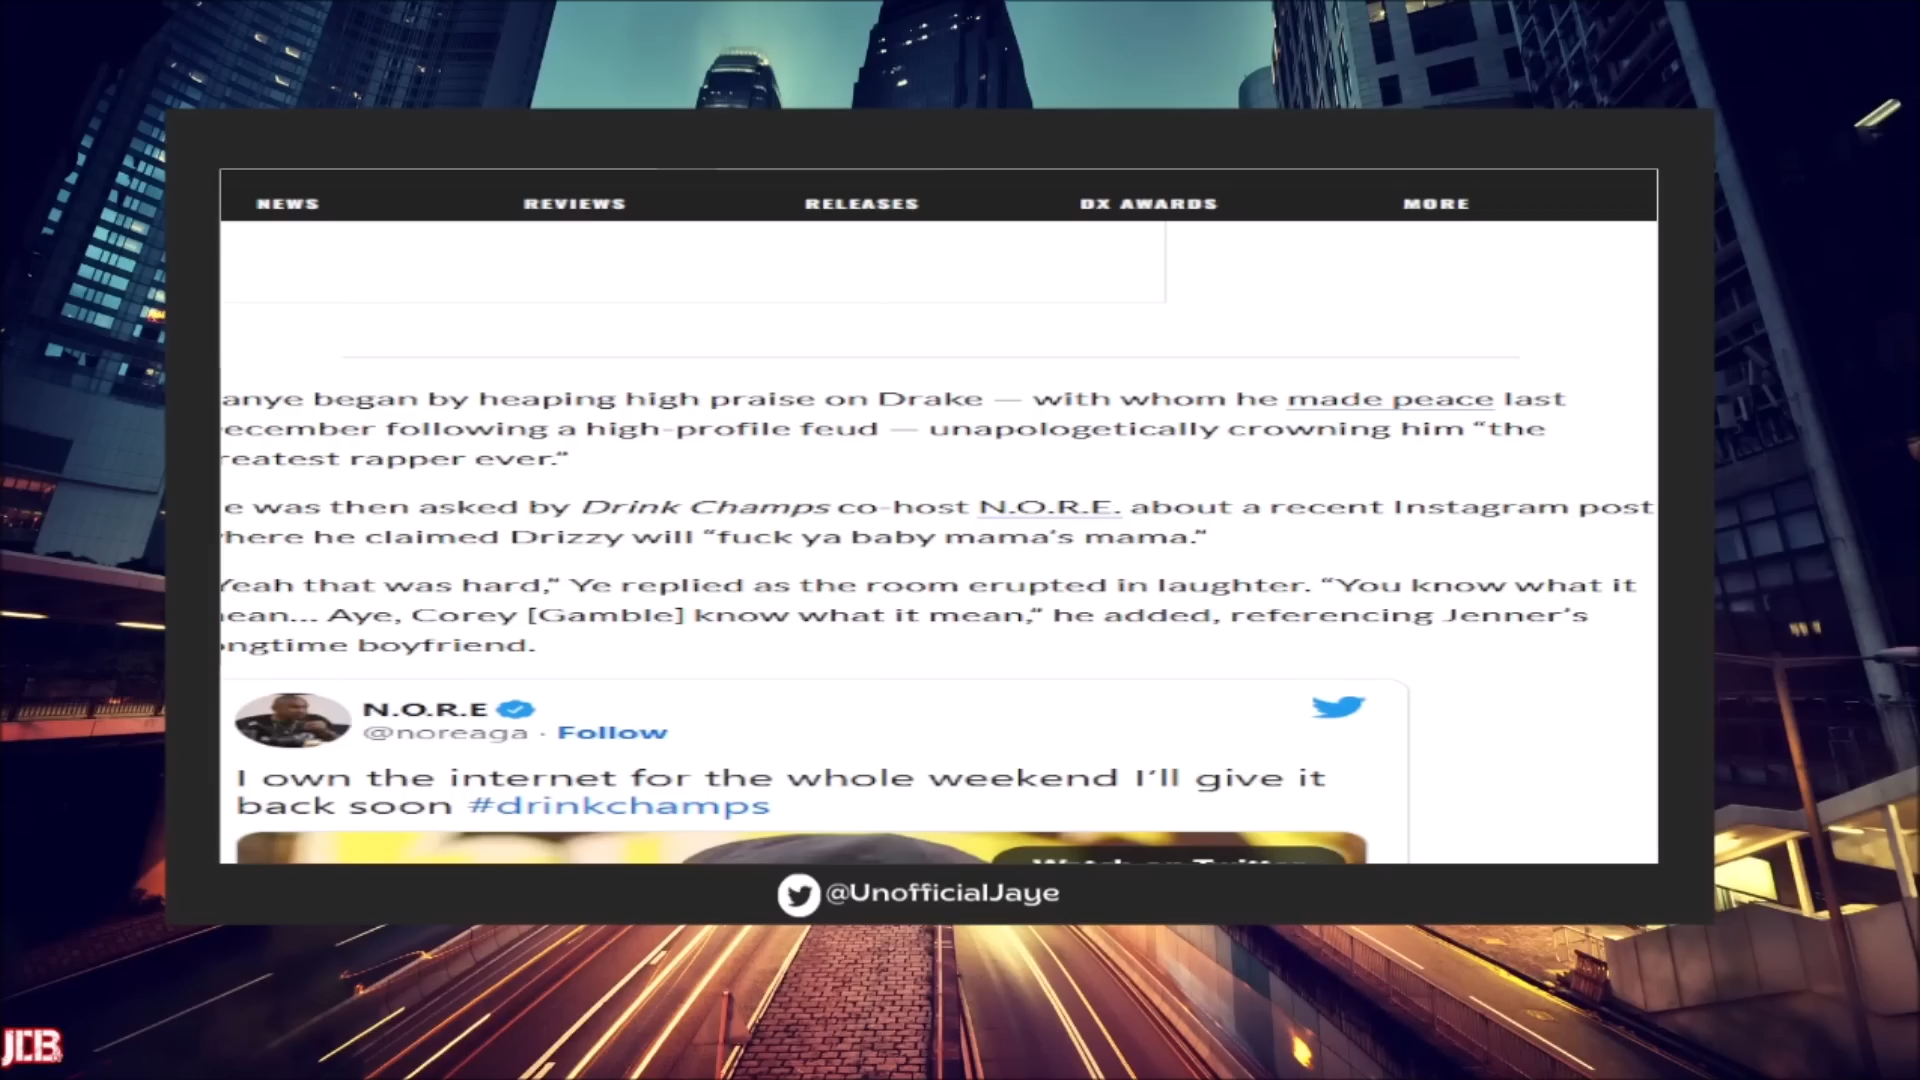 NEWS REVIEWS RELEASES DX AWARDS MORE
anye began by heaping high praise on Drake — with whom he made peace last
ecember following a high-profile feud — unapologetically crowning him “the
reatest rapper ever.”
e was then asked by Drink Champs co-host N.O.R.E. about a recent Instagram post
here he claimed Drizzy will “fuck ya baby mama’s mama.”
Yeah that was hard,” Ye replied as the room erupted in laughter. “You know what it
ean... Aye, Corey [Gamble] know what it mean,” he added, referencing Jenner’s
ongtime boyfriend.
N.O.R.E
@noreaga · Follow
I own the internet for the whole weekend I’ll give it
back soon #drinkchamps
Watch on Twitter
@UnofficialJaye
JCB